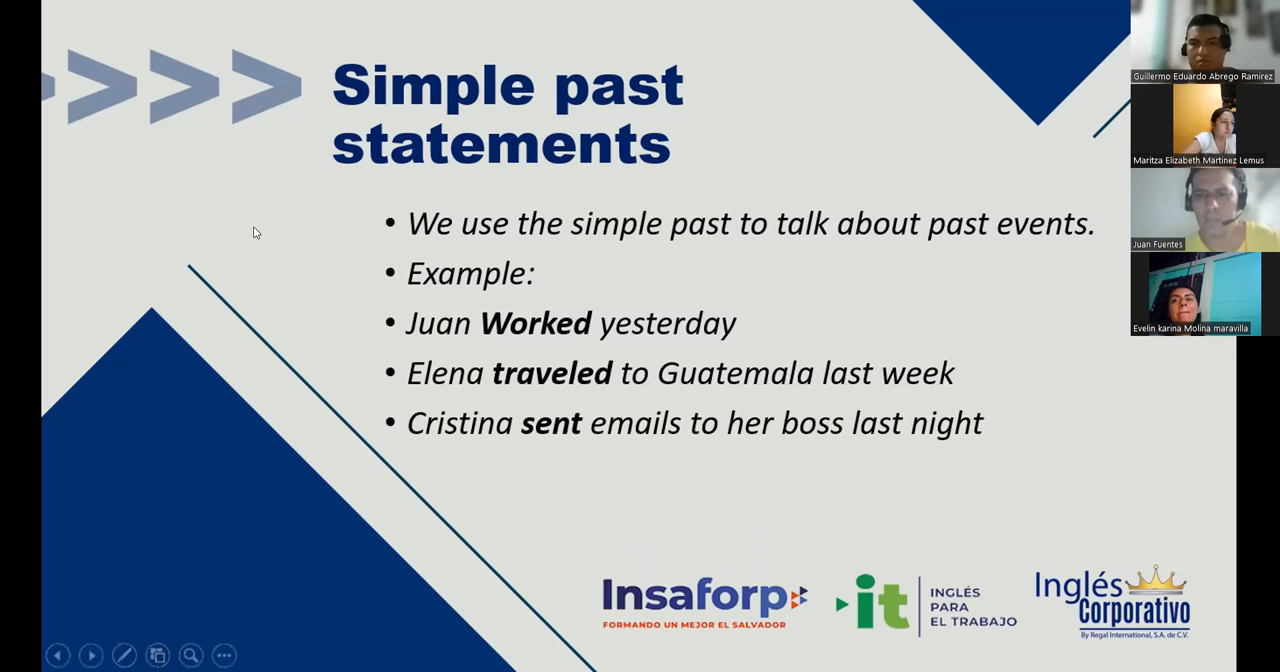 Simple past
statements
• We use the simple past to talk about past events.
• Example:
• Juan Worked yesterday
• Elena traveled to Guatemala last week
• Cristina sent emails to her boss last night
Insaforp
FORMANDO UN MEJOR EL SALVADOR
it
INGLÉS
PARA
EL TRABAJO
Inglés
Corporativo
By Regal International, S.A. de C.V.
Guillermo Eduardo Abrego Ramirez
Maritza Elizabeth Martinez Lemus
Juan Fuentes
Evelin karina Molina maravilla